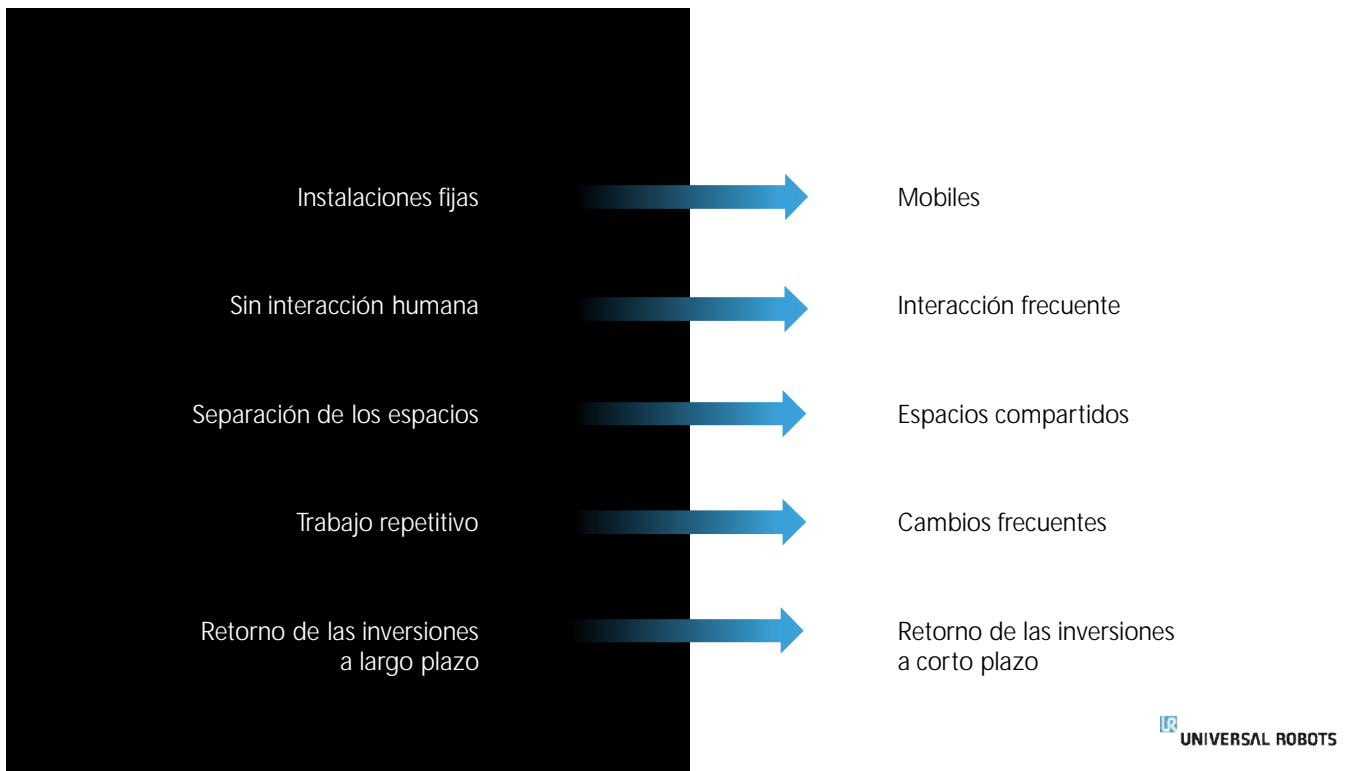 Instalaciones fijas
Mobiles
Sin interacción humana
Interacción frecuente
Separación de los espacios
Espacios compartidos
Trabajo repetitivo
Cambios frecuentes
Retorno de las inversiones
a largo plazo
Retorno de las inversiones
a corto plazo
UR
UNIVERSAL ROBOTS